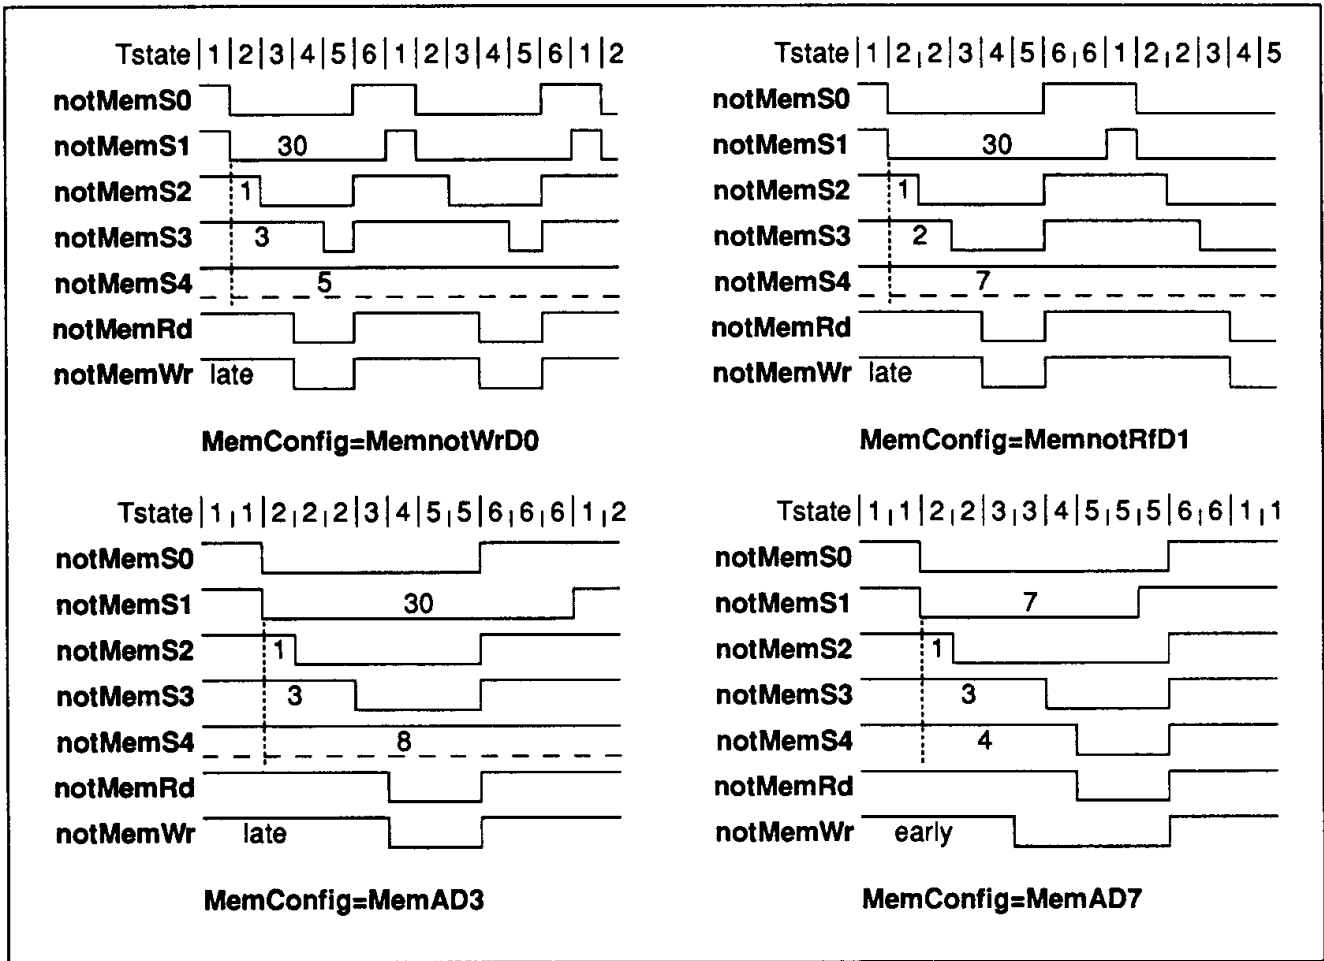 Tstate |1|2|3|4|5|6|1|2|3|4|5|6|1|2
notMemS0
notMemS1 30
notMemS2 1
notMemS3 3
notMemS4 5
notMemRd
notMemWr late
MemConfig=MemnotWrD0
Tstate |1|2|2|3|4|5|6|6|1|2|2|3|4|5
notMemS0
notMemS1 30
notMemS2 1
notMemS3 2
notMemS4 7
notMemRd
notMemWr late
MemConfig=MemnotRfD1
Tstate |1|1|2|2|2|3|4|5|5|6|6|6|1|2
notMemS0
notMemS1 30
notMemS2 1
notMemS3 3
notMemS4 8
notMemRd
notMemWr late
MemConfig=MemAD3
Tstate |1|1|2|2|3|3|4|5|5|5|6|6|1|1
notMemS0
notMemS1 7
notMemS2 1
notMemS3 3
notMemS4 4
notMemRd
notMemWr early
MemConfig=MemAD7